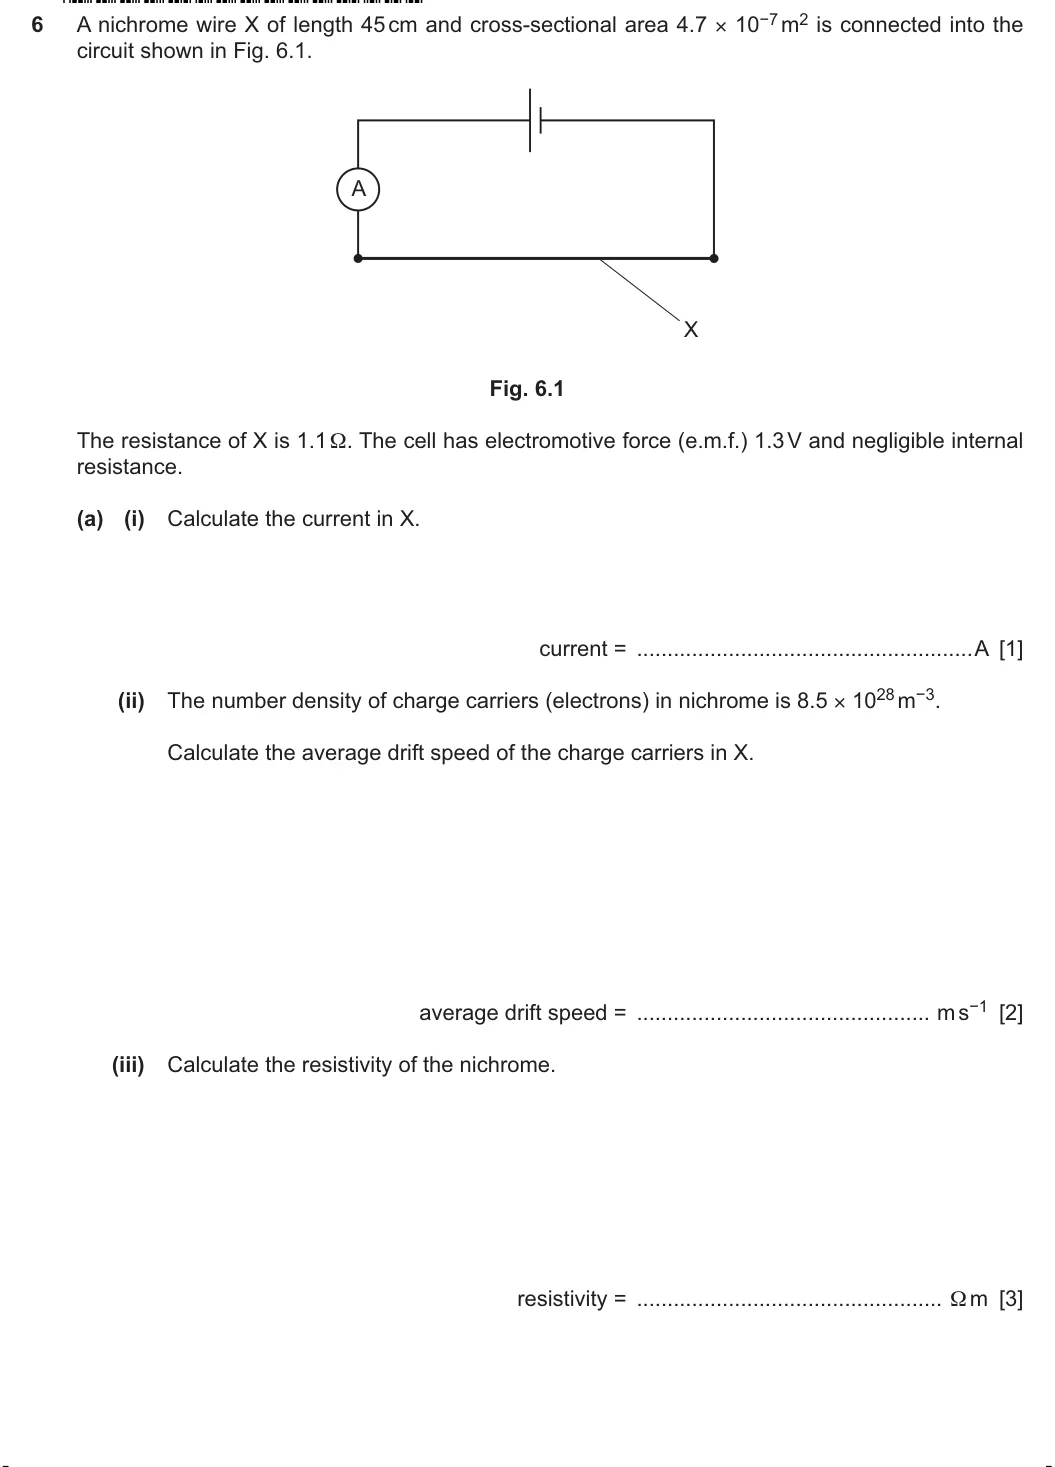 6 A nichrome wire X of length 45 cm and cross-sectional area 4.7 × 10⁻⁷ m² is connected into the
circuit shown in Fig. 6.1.
A
X
Fig. 6.1
The resistance of X is 1.1 Ω. The cell has electromotive force (e.m.f.) 1.3 V and negligible internal
resistance.
(a) (i) Calculate the current in X.
current = ....................................................... A [1]
(ii) The number density of charge carriers (electrons) in nichrome is 8.5 × 10²⁸ m⁻³.
Calculate the average drift speed of the charge carriers in X.
average drift speed = ................................................ m s⁻¹ [2]
(iii) Calculate the resistivity of the nichrome.
resistivity = .................................................. Ω m [3]